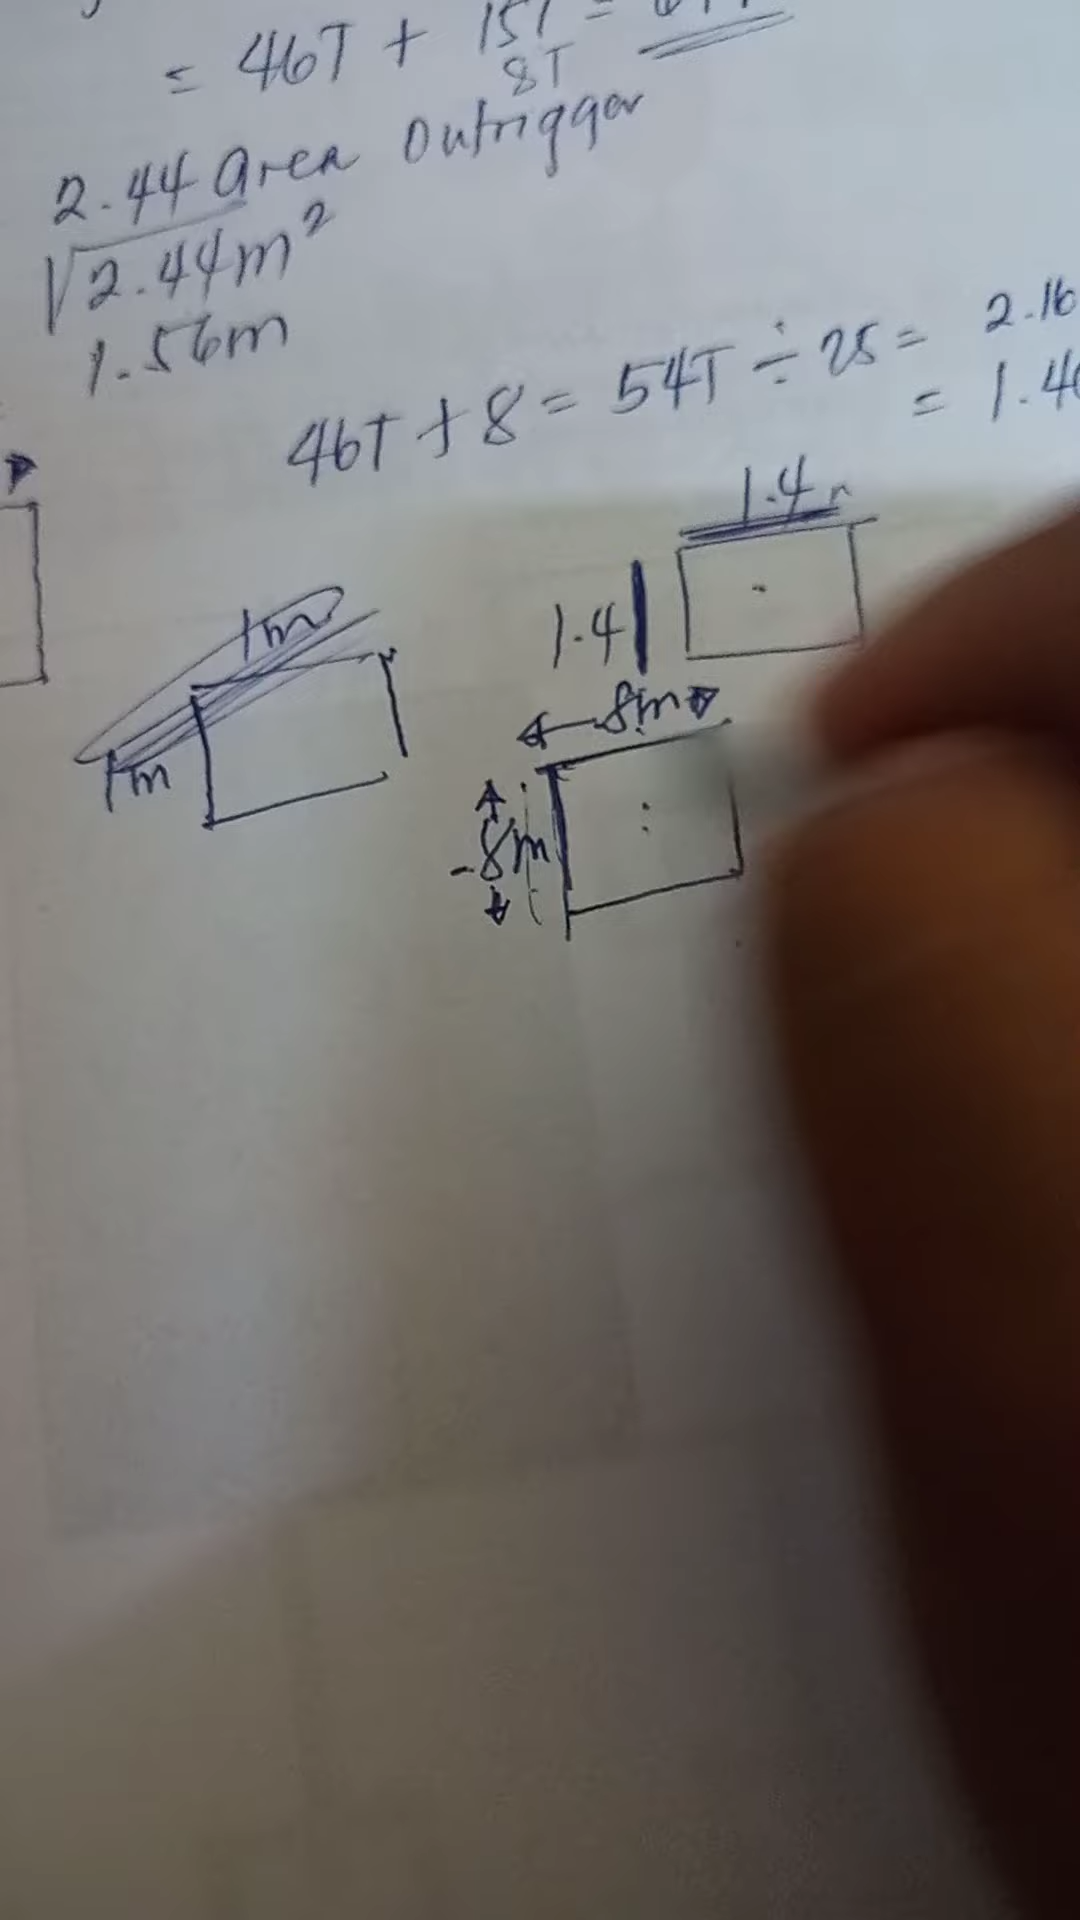 = 46T + 15T =
8T
2.44 area outrigger
√2.44m²
1.56m
46T + 8 = 54T ÷ 25 = 2.16
= 1.4
1.4
1.4
1m
1m
.8m
.8m